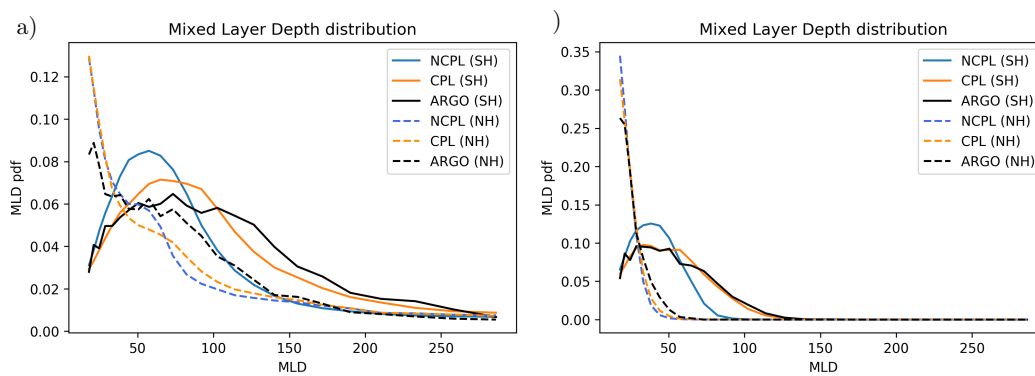 a)
Mixed Layer Depth distribution
MLD pdf
0.12
0.10
0.08
0.06
0.04
0.02
0.00
50
100
150
200
250
MLD
NCPL (SH)
CPL (SH)
ARGO (SH)
NCPL (NH)
CPL (NH)
ARGO (NH)
)
Mixed Layer Depth distribution
MLD pdf
0.35
0.30
0.25
0.20
0.15
0.10
0.05
0.00
50
100
150
200
250
MLD
NCPL (SH)
CPL (SH)
ARGO (SH)
NCPL (NH)
CPL (NH)
ARGO (NH)